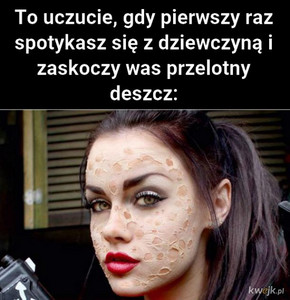 To uczucie, gdy pierwszy raz
spotykasz się z dziewczyną i
zaskoczy was przelotny
deszcz:
kwejk.pl